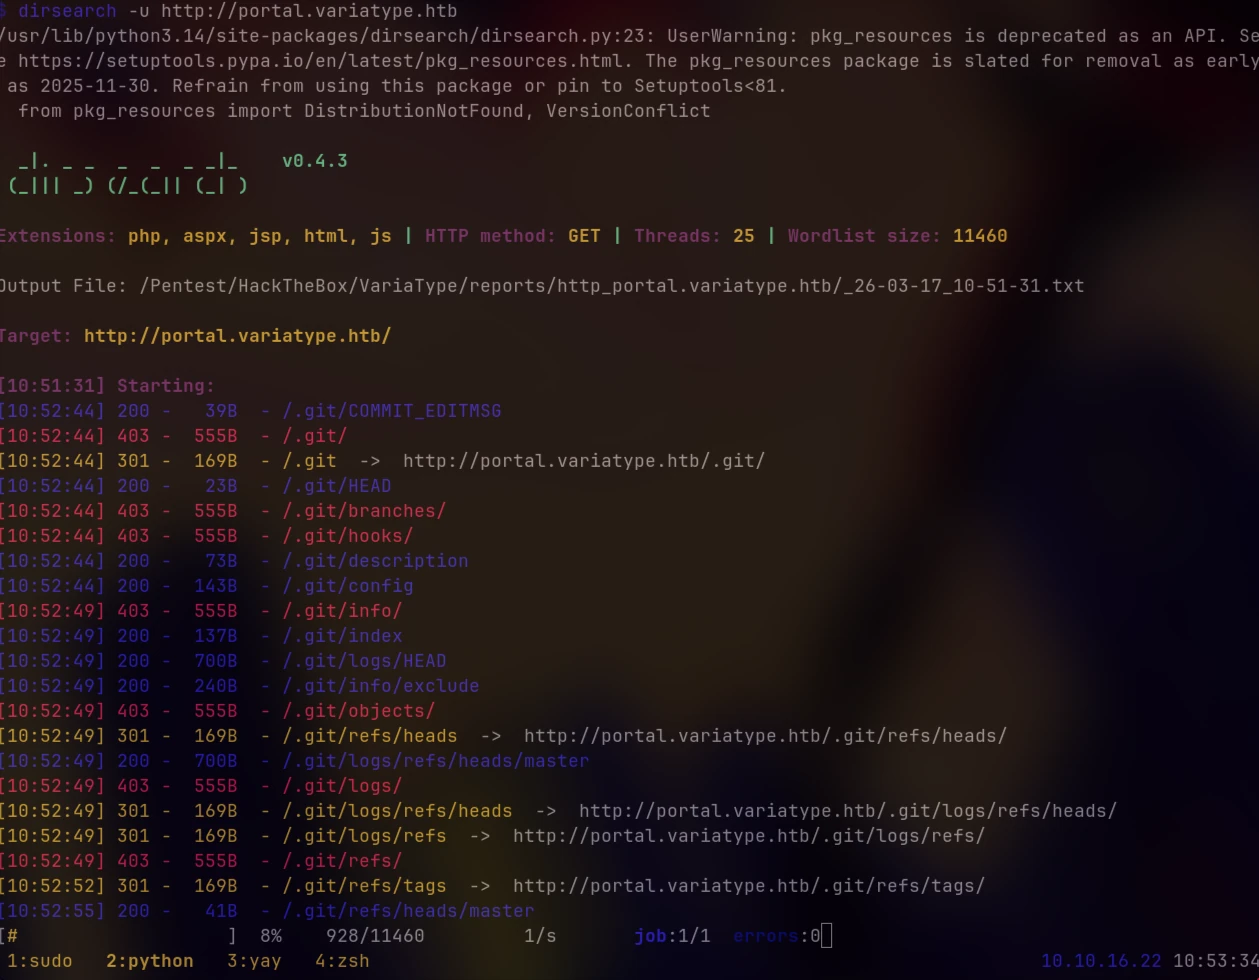 $ dirsearch -u http://portal.variatype.htb
/usr/lib/python3.14/site-packages/dirsearch/dirsearch.py:23: UserWarning: pkg_resources is deprecated as an API. Se
e https://setuptools.pypa.io/en/latest/pkg_resources.html. The pkg_resources package is slated for removal as early
 as 2025-11-30. Refrain from using this package or pin to Setuptools<81.
  from pkg_resources import DistributionNotFound, VersionConflict
  _|. _ _  _  _  _ _|_    v0.4.3
 (_||| _) (/_(_|| (_| )
Extensions: php, aspx, jsp, html, js | HTTP method: GET | Threads: 25 | Wordlist size: 11460
Output File: /Pentest/HackTheBox/VariaType/reports/http_portal.variatype.htb/_26-03-17_10-51-31.txt
Target: http://portal.variatype.htb/
[10:51:31] Starting:
[10:52:44] 200 -   39B  - /.git/COMMIT_EDITMSG
[10:52:44] 403 -  555B  - /.git/
[10:52:44] 301 -  169B  - /.git  ->  http://portal.variatype.htb/.git/
[10:52:44] 200 -   23B  - /.git/HEAD
[10:52:44] 403 -  555B  - /.git/branches/
[10:52:44] 403 -  555B  - /.git/hooks/
[10:52:44] 200 -   73B  - /.git/description
[10:52:44] 200 -  143B  - /.git/config
[10:52:49] 403 -  555B  - /.git/info/
[10:52:49] 200 -  137B  - /.git/index
[10:52:49] 200 -  700B  - /.git/logs/HEAD
[10:52:49] 200 -  240B  - /.git/info/exclude
[10:52:49] 403 -  555B  - /.git/objects/
[10:52:49] 301 -  169B  - /.git/refs/heads  ->  http://portal.variatype.htb/.git/refs/heads/
[10:52:49] 200 -  700B  - /.git/logs/refs/heads/master
[10:52:49] 403 -  555B  - /.git/logs/
[10:52:49] 301 -  169B  - /.git/logs/refs/heads  ->  http://portal.variatype.htb/.git/logs/refs/heads/
[10:52:49] 301 -  169B  - /.git/logs/refs  ->  http://portal.variatype.htb/.git/logs/refs/
[10:52:49] 403 -  555B  - /.git/refs/
[10:52:52] 301 -  169B  - /.git/refs/tags  ->  http://portal.variatype.htb/.git/refs/tags/
[10:52:55] 200 -   41B  - /.git/refs/heads/master
[#                   ]  8%    928/11460         1/s       job:1/1  errors:0
1:sudo   2:python   3:yay   4:zsh   10.10.16.22 10:53:34